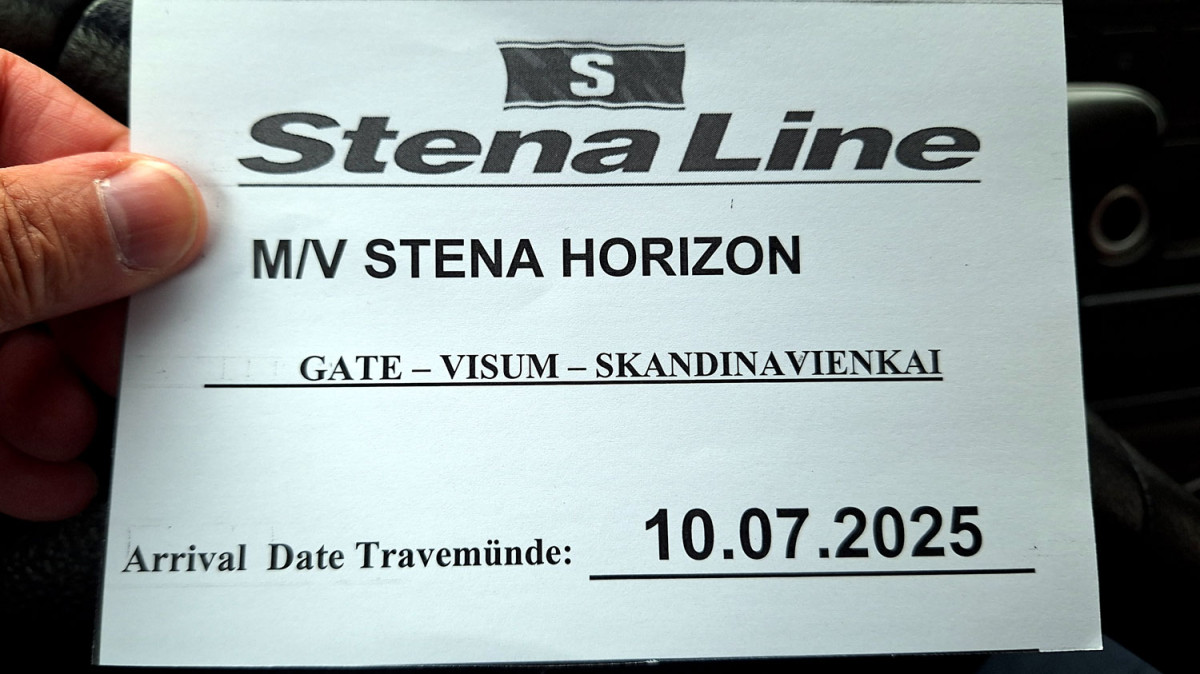 S
Stena Line
M/V STENA HORIZON
GATE – VISUM – SKANDINAVIENKAI
Arrival Date Travemünde: 10.07.2025